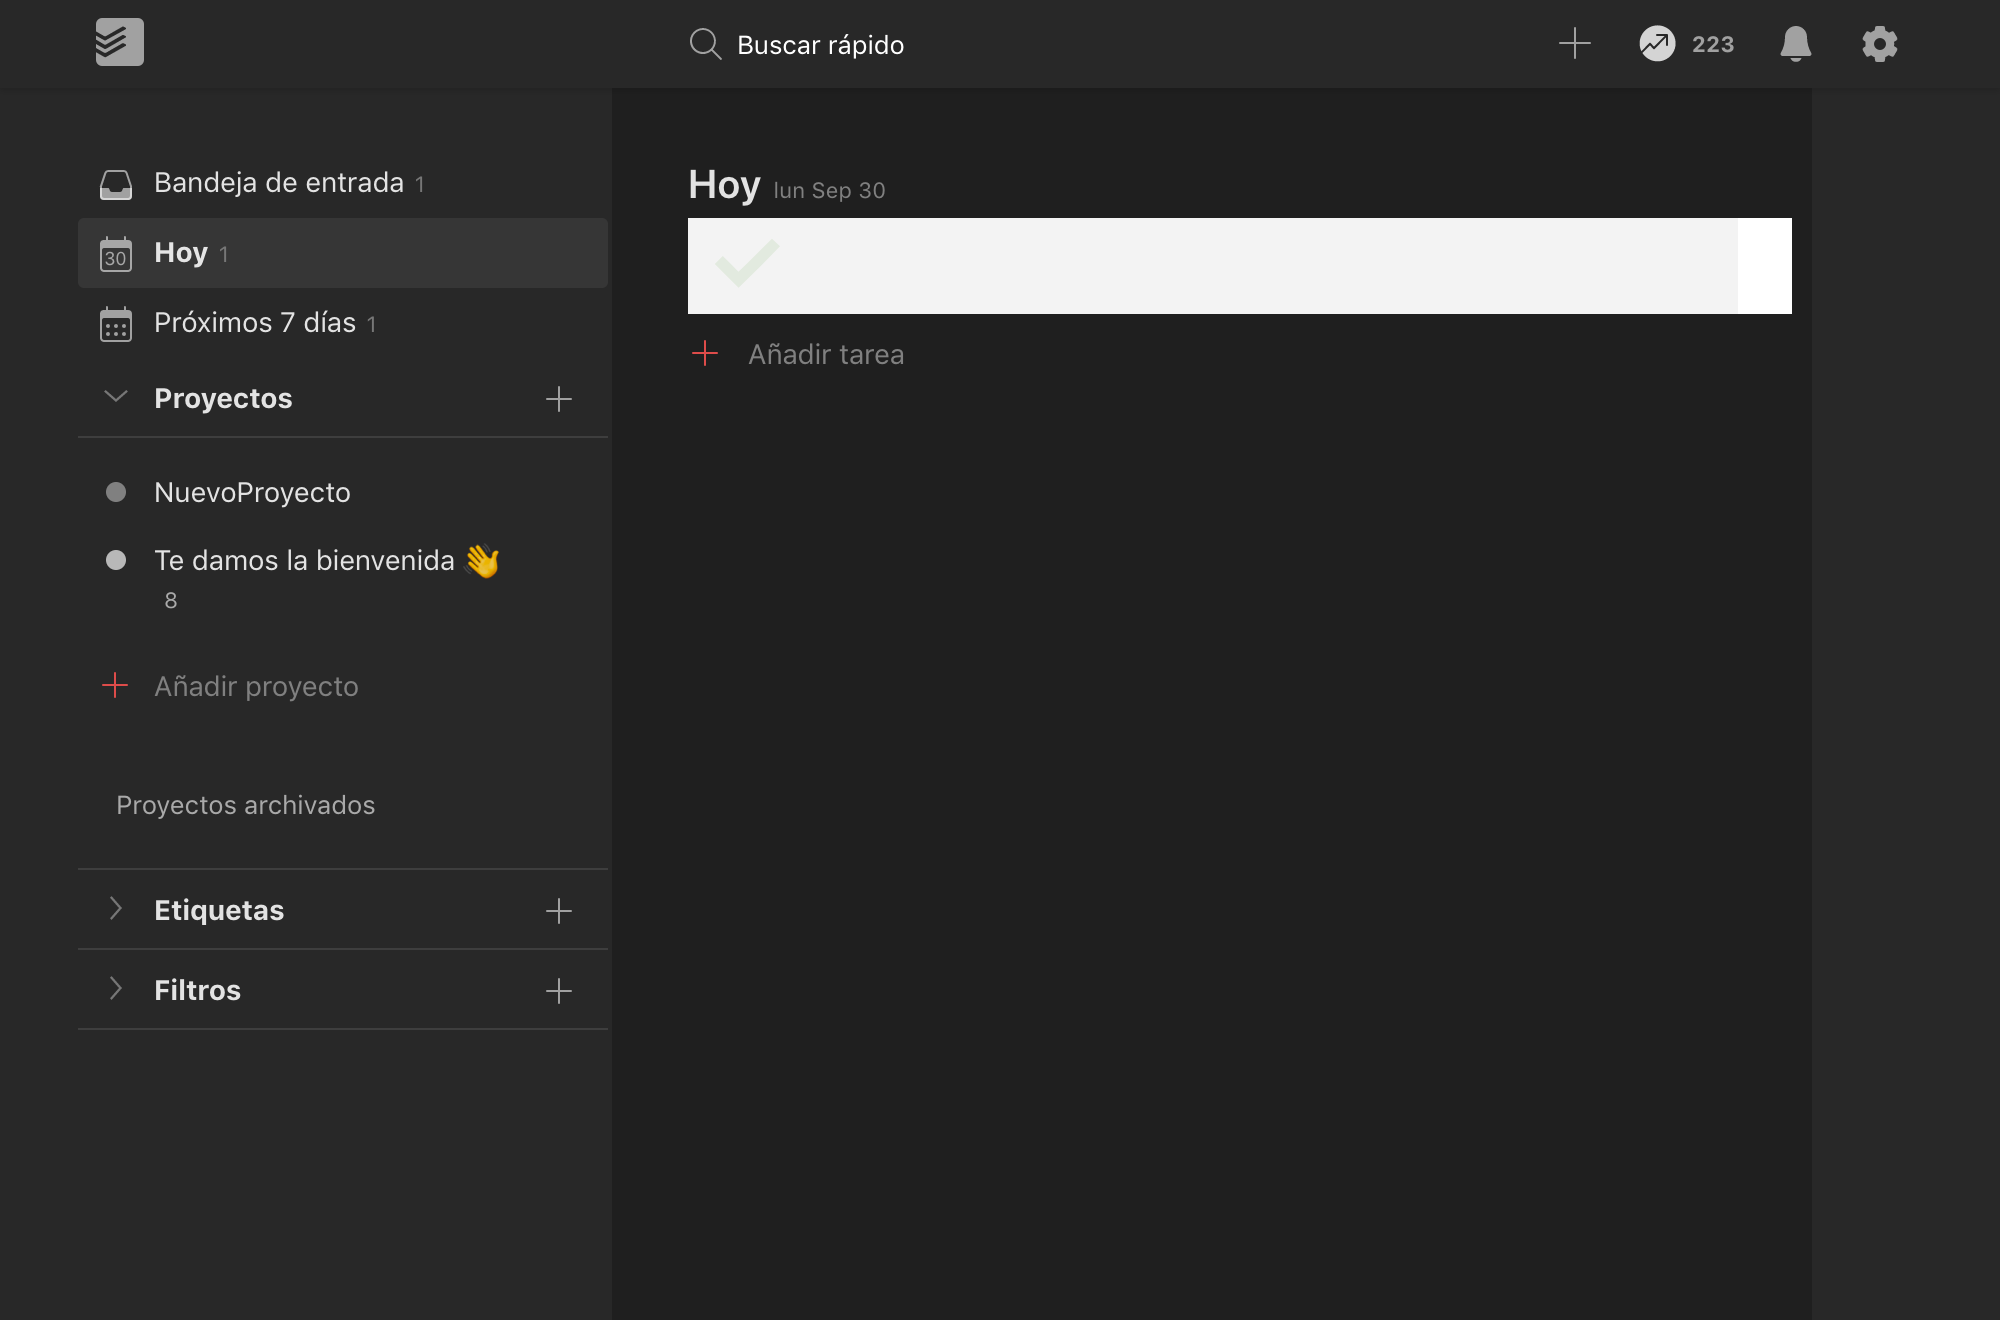 Buscar rápido
223
Bandeja de entrada 1
30 Hoy 1
Próximos 7 días 1
Proyectos
NuevoProyecto
Te damos la bienvenida 👋
8
Añadir proyecto
Proyectos archivados
Etiquetas
Filtros
Hoy lun Sep 30
Añadir tarea